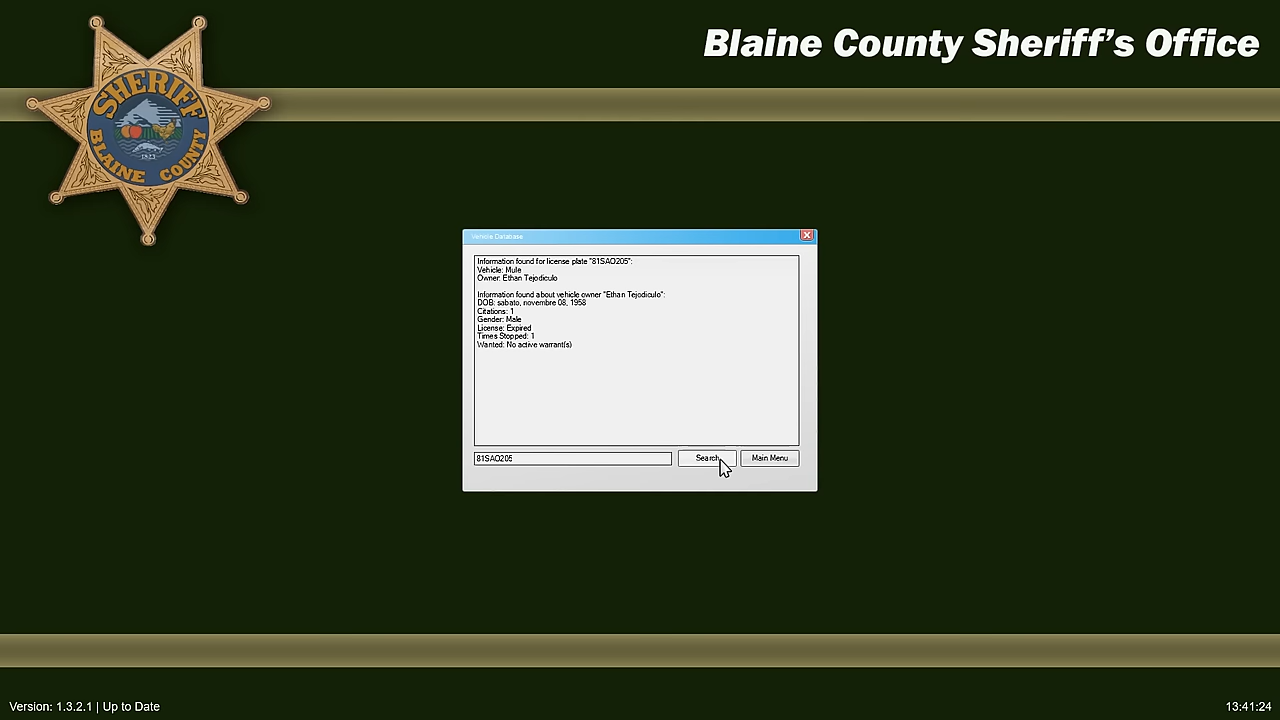 Blaine County Sheriff's Office
SHERIFF
1823
BLAINE COUNTY
Vehicle Database
Information found for license plate "81SAO205":
Vehicle: Mule
Owner: Ethan Tejodiculo
Information found about vehicle owner "Ethan Tejodiculo":
DOB: sabato, novembre 08, 1958
Citations: 1
Gender: Male
License: Expired
Times Stopped: 1
Wanted: No active warrant(s)
81SAO205
Search
Main Menu
Version: 1.3.2.1 | Up to Date
13:41:24